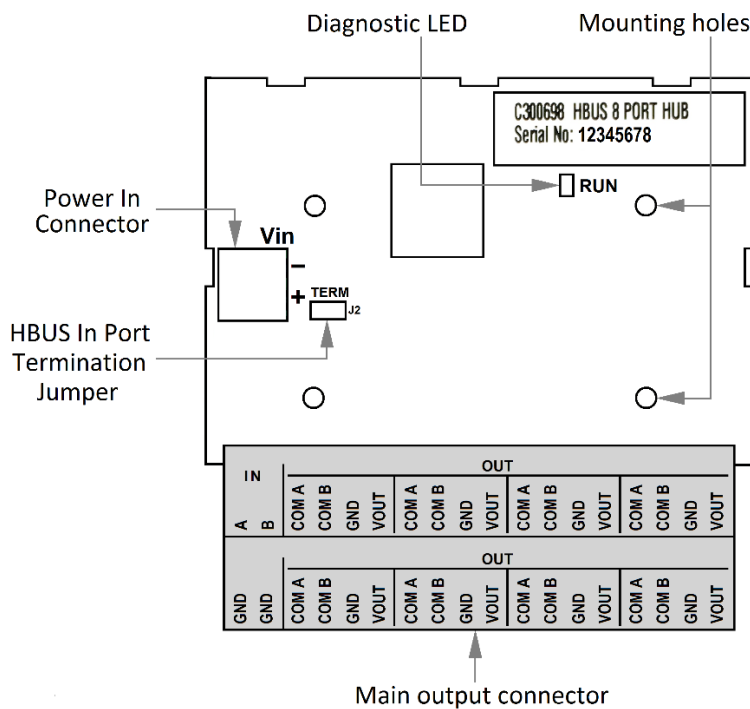 Diagnostic LED
Mounting holes
C300698 HBUS 8 PORT HUB
Serial No: 12345678
RUN
Power In
Connector
Vin
−
+
TERM
J2
HBUS In Port
Termination
Jumper
IN
OUT
A B COM A COM B GND VOUT COM A COM B GND VOUT COM A COM B GND VOUT COM A COM B GND VOUT
OUT
GND GND COM A COM B GND VOUT COM A COM B GND VOUT COM A COM B GND VOUT COM A COM B GND VOUT
Main output connector